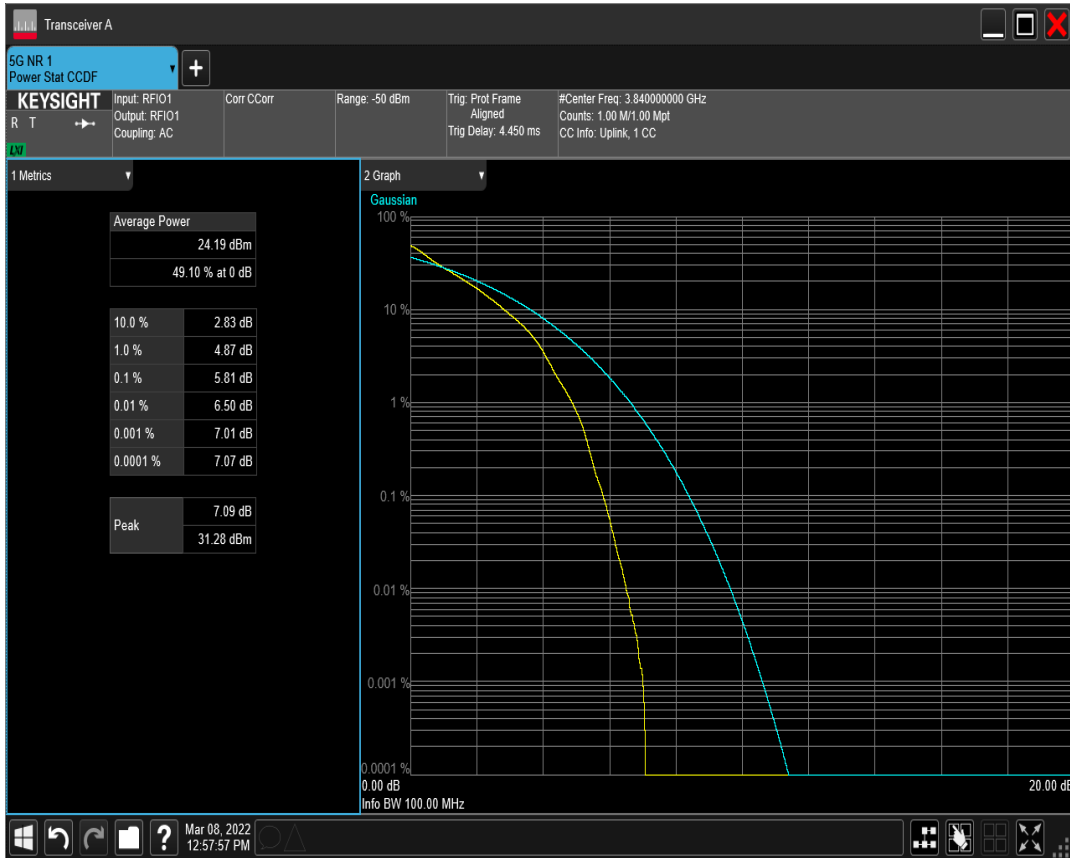 Transceiver A
5G NR 1
Power Stat CCDF
+
KEYSIGHT
R T
LXI
Input: RFIO1
Output: RFIO1
Coupling: AC
Corr CCorr
Range: -50 dBm
Trig: Prot Frame
Aligned
Trig Delay: 4.450 ms
#Center Freq: 3.840000000 GHz
Counts: 1.00 M/1.00 Mpt
CC Info: Uplink, 1 CC
1 Metrics
Average Power
24.19 dBm
49.10 % at 0 dB
10.0 % 2.83 dB
1.0 % 4.87 dB
0.1 % 5.81 dB
0.01 % 6.50 dB
0.001 % 7.01 dB
0.0001 % 7.07 dB
Peak 7.09 dB
31.28 dBm
2 Graph
Gaussian
100 %
10 %
1 %
0.1 %
0.01 %
0.001 %
0.0001 %
0.00 dB 20.00 dB
Info BW 100.00 MHz
?
Mar 08, 2022
12:57:57 PM